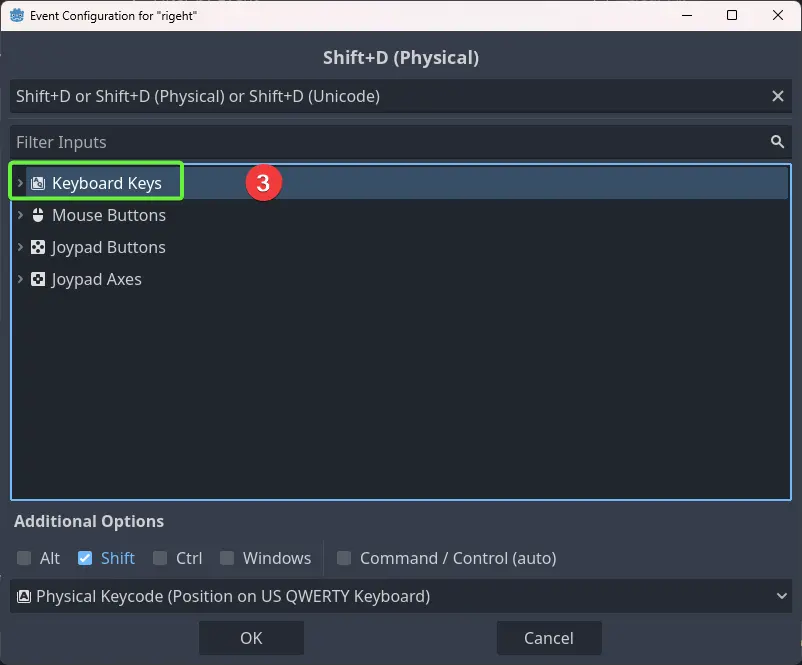 Event Configuration for "rigeht"
Shift+D (Physical)
Shift+D or Shift+D (Physical) or Shift+D (Unicode)
Filter Inputs
Keyboard Keys 3
Mouse Buttons
Joypad Buttons
Joypad Axes
Additional Options
Alt Shift Ctrl Windows Command / Control (auto)
Physical Keycode (Position on US QWERTY Keyboard)
OK Cancel